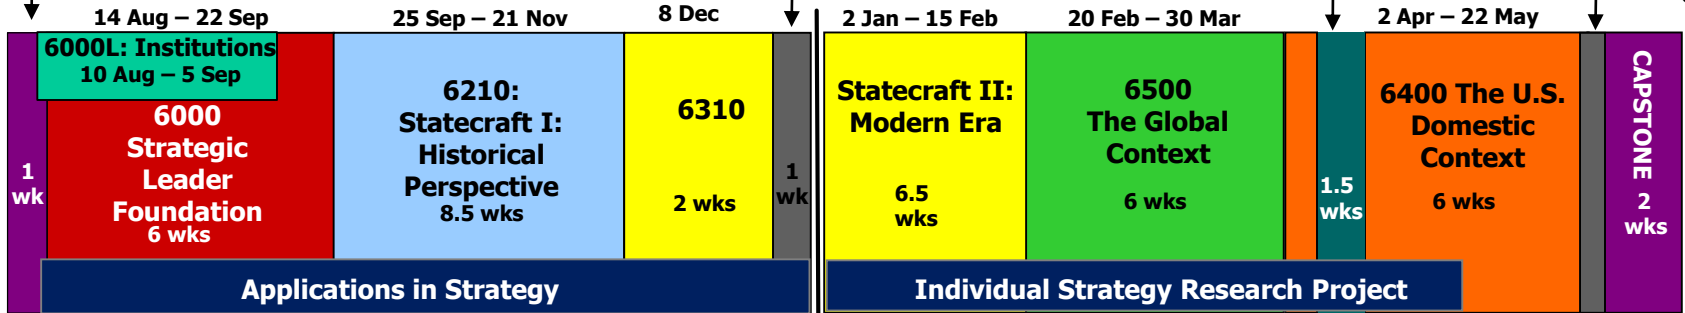 14 Aug – 22 Sep
25 Sep – 21 Nov
8 Dec
2 Jan – 15 Feb
20 Feb – 30 Mar
2 Apr – 22 May
1
wk
6000L: Institutions
10 Aug – 5 Sep
6000
Strategic
Leader
Foundation
6 wks
6210:
Statecraft I:
Historical
Perspective
8.5 wks
6310
2 wks
1
wk
Statecraft II:
Modern Era
6.5
wks
6500
The Global
Context
6 wks
1.5
wks
6400 The U.S.
Domestic
Context
6 wks
CAPSTONE
2
wks
Applications in Strategy
Individual Strategy Research Project